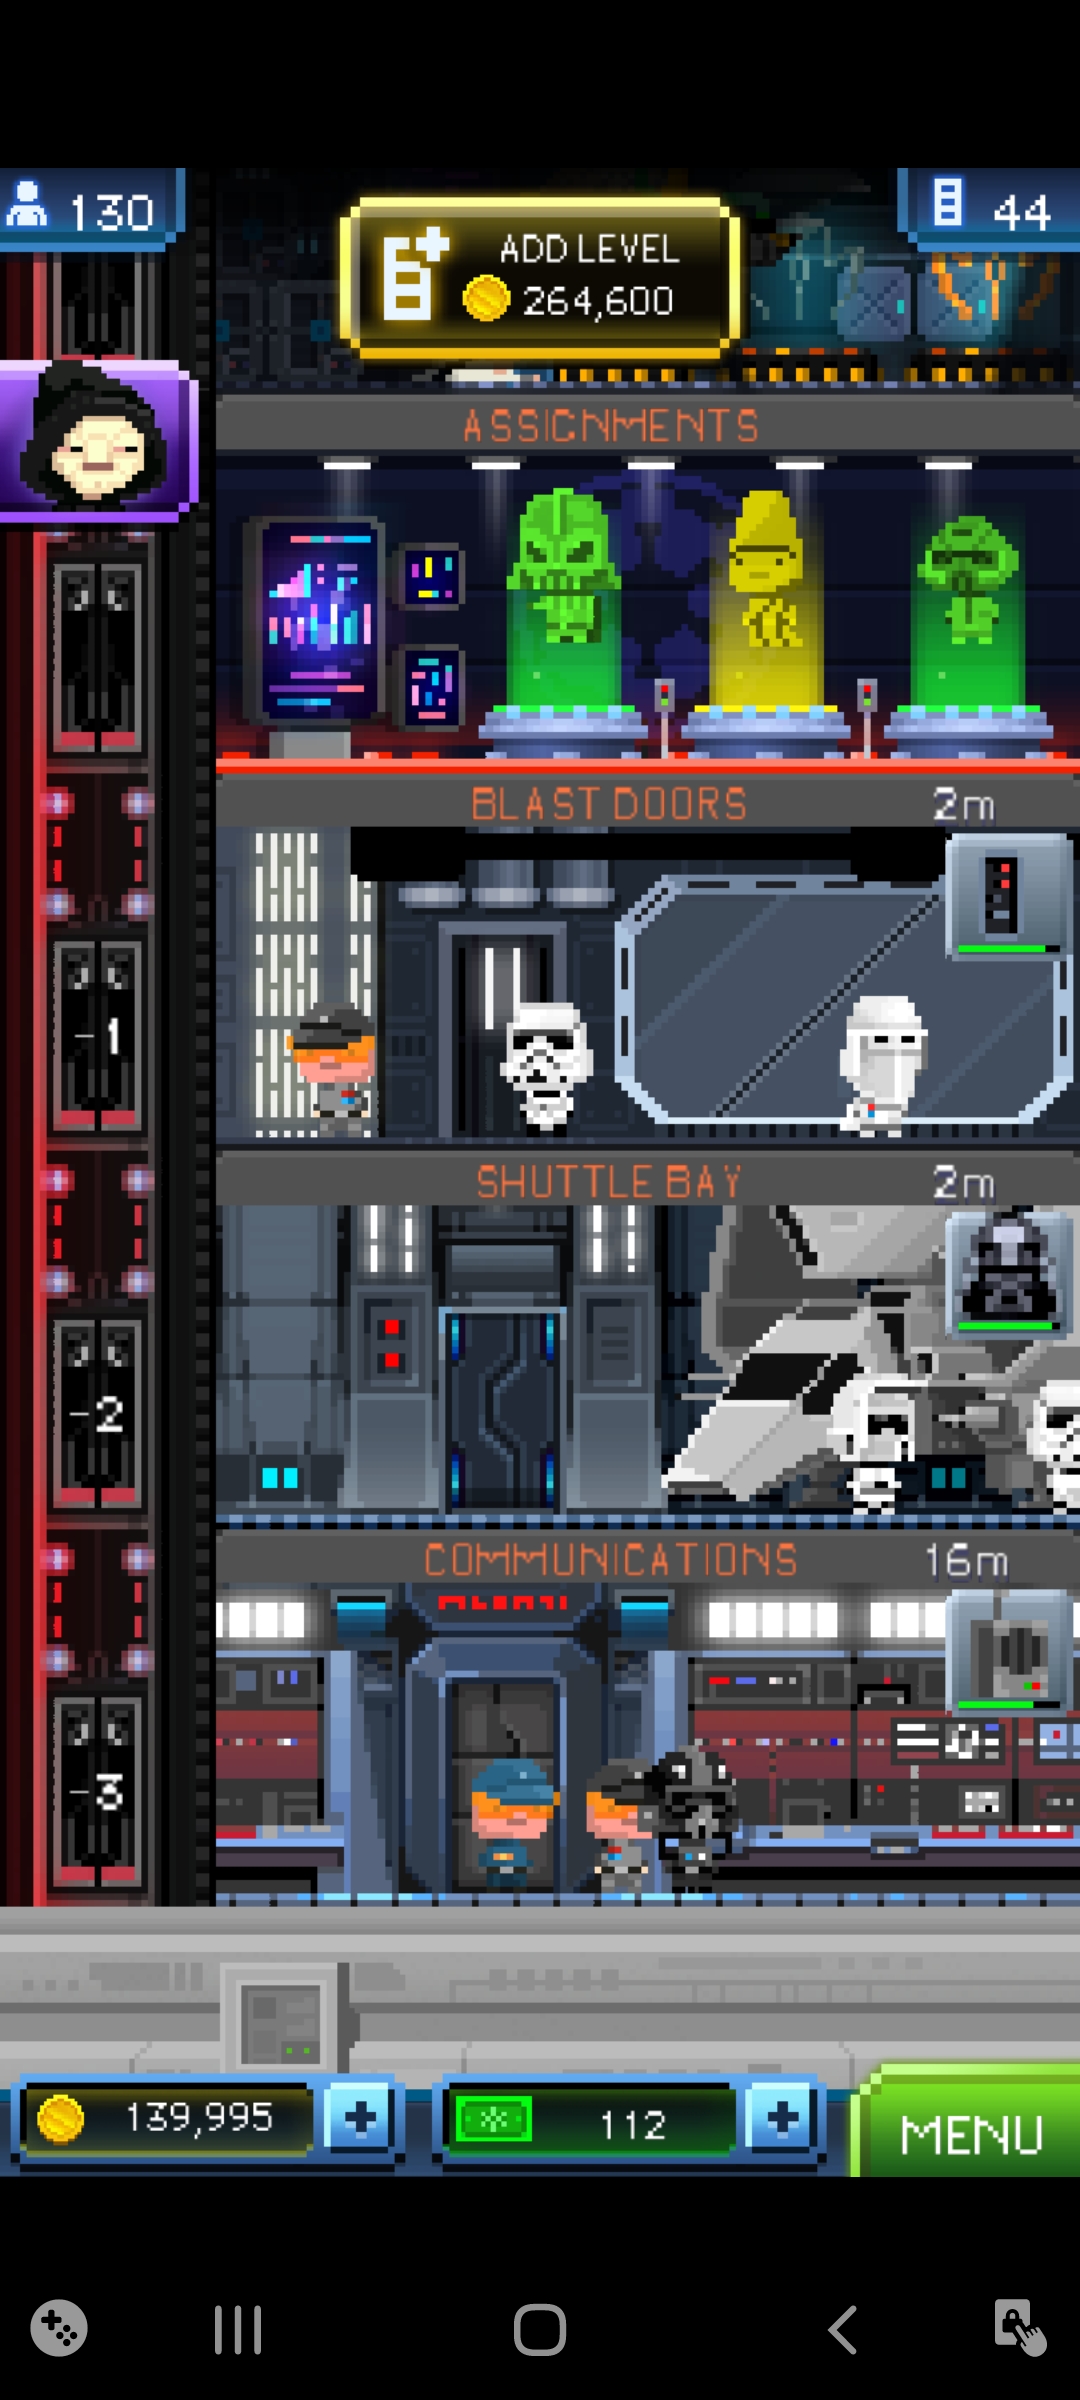 130
44
ADD LEVEL
264,600
ASSIGNMENTS
BLAST DOORS 2m
-1
SHUTTLE BAY 2m
-2
COMMUNICATIONS 16m
-3
139,995
112
MENU